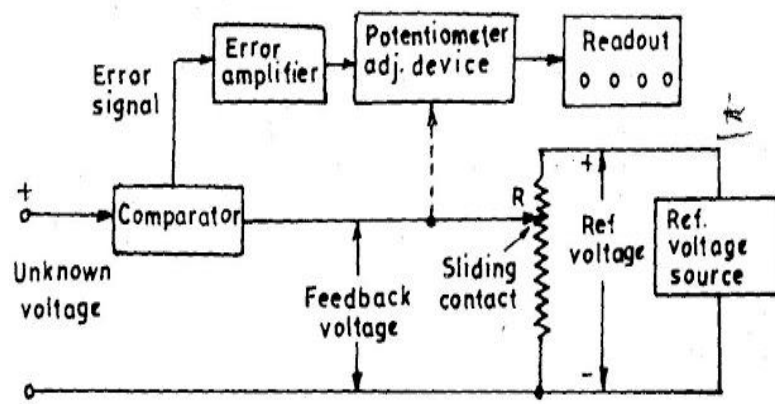 Error
amplifier
Potentiometer
adj. device
Readout
0 0 0 0
Error
signal
+
Comparator
Unknown
voltage
Feedback
voltage
R
Sliding
contact
+
Ref
voltage
-
Ref.
voltage
source